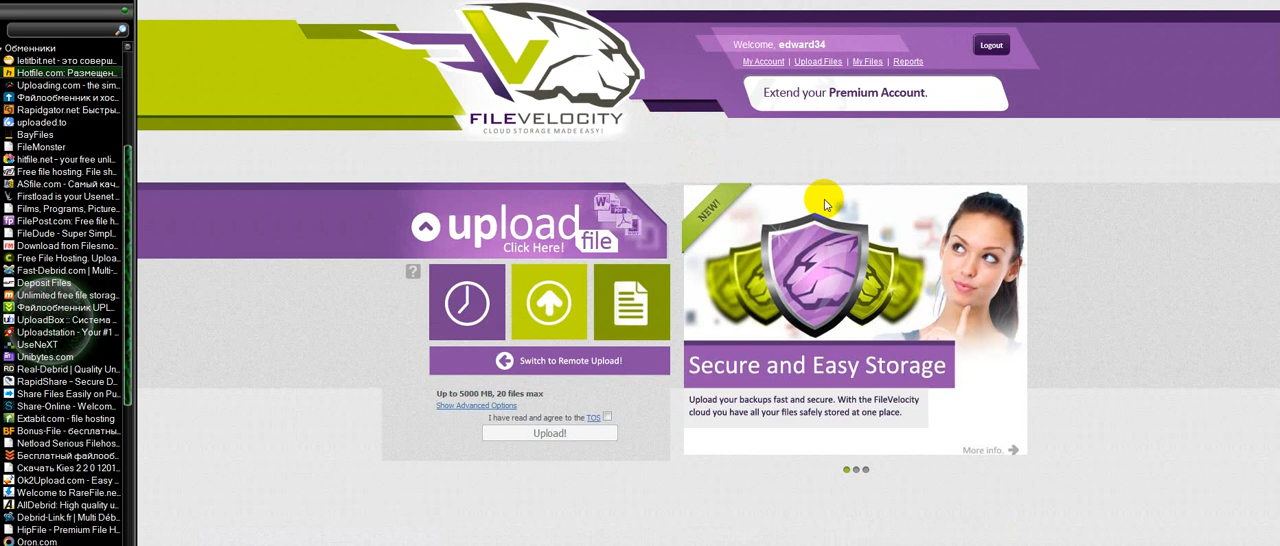 Обменники
letitbit.net - это соверш...
Hotfile.com: Размещен...
Uploading.com - the sim...
Файлообменник и хос...
Rapidgator.net: Быстры...
uploaded.to
BayFiles
FileMonster
hitfile.net - your free unli...
Free file hosting. File sh...
ASfile.com - Самый кач...
Firstload is your Usenet ...
Films, Programs, Picture...
FilePost.com: Free file h...
FileDude - Super Simpl...
Download from Filesmo...
Free File Hosting. Uploa...
Fast-Debrid.com | Multi-...
Deposit Files
Unlimited free file storag...
Файлообменник UPL...
UploadBox :: Система ...
Uploadstation - Your #1 ...
UseNeXT
Unibytes.com
Real-Debrid | Quality Un...
RapidShare – Secure D...
Share Files Easily on Pu...
Share-Online - Welcom...
Extabit.com - file hosting
Bonus-File - бесплатны...
Netload Serious Filehos...
Бесплатный файлооб...
Скачать Kies 2 2 0 1201...
Ok2Upload.com - Easy ...
Welcome to RareFile.ne...
AllDebrid: High quality u...
Debrid-Link.fr | Multi Déb...
HipFile - Premium File H...
Oron.com
FILEVELOCITY
CLOUD STORAGE MADE EASY!
Welcome, edward34
Logout
My Account | Upload Files | My Files | Reports
Extend your Premium Account.
upload
file
Click Here!
W
PDF
?
Switch to Remote Upload!
Up to 5000 MB, 20 files max
Show Advanced Options
I have read and agree to the TOS
Upload!
NEW!
Secure and Easy Storage
Upload your backups fast and secure. With the FileVelocity
cloud you have all your files safely stored at one place.
More info.